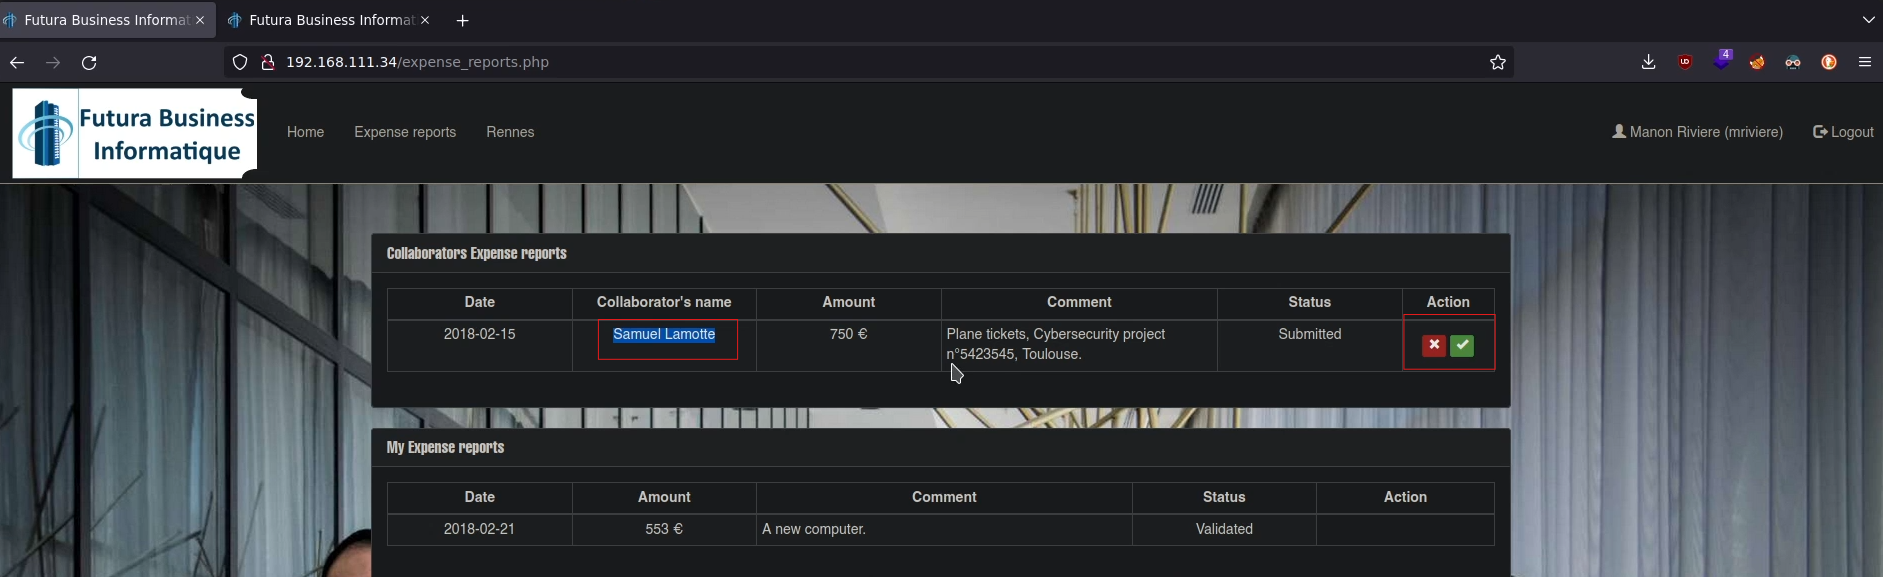 Futura Business Informat
Futura Business Informat
192.168.111.34/expense_reports.php
4
UD
Futura Business
Informatique
Home
Expense reports
Rennes
Manon Riviere (mriviere)
Logout
Collaborators Expense reports
Date Collaborator's name Amount Comment Status Action
2018-02-15 Samuel Lamotte 750 € Plane tickets, Cybersecurity project Submitted
n°5423545, Toulouse.
My Expense reports
Date Amount Comment Status Action
2018-02-21 553 € A new computer. Validated